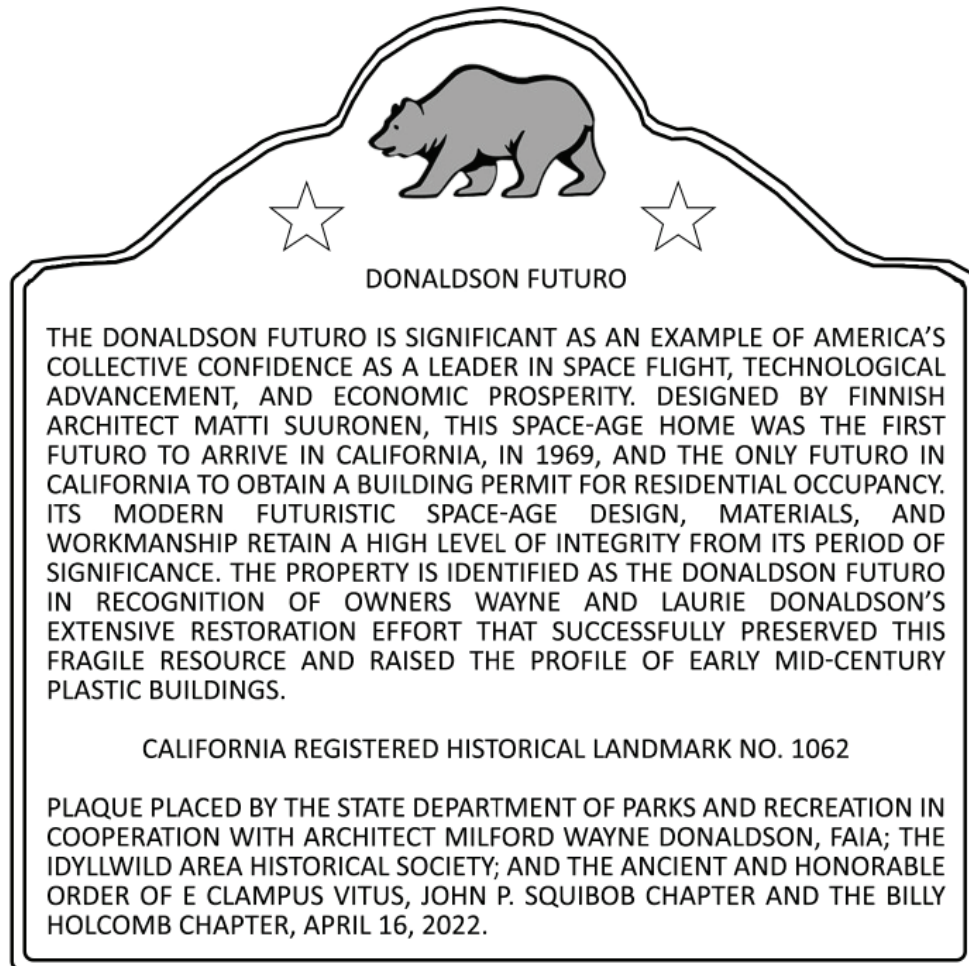 DONALDSON FUTURO
THE DONALDSON FUTURO IS SIGNIFICANT AS AN EXAMPLE OF AMERICA'S
COLLECTIVE CONFIDENCE AS A LEADER IN SPACE FLIGHT, TECHNOLOGICAL
ADVANCEMENT, AND ECONOMIC PROSPERITY. DESIGNED BY FINNISH
ARCHITECT MATTI SUURONEN, THIS SPACE-AGE HOME WAS THE FIRST
FUTURO TO ARRIVE IN CALIFORNIA, IN 1969, AND THE ONLY FUTURO IN
CALIFORNIA TO OBTAIN A BUILDING PERMIT FOR RESIDENTIAL OCCUPANCY.
ITS MODERN FUTURISTIC SPACE-AGE DESIGN, MATERIALS, AND
WORKMANSHIP RETAIN A HIGH LEVEL OF INTEGRITY FROM ITS PERIOD OF
SIGNIFICANCE. THE PROPERTY IS IDENTIFIED AS THE DONALDSON FUTURO
IN RECOGNITION OF OWNERS WAYNE AND LAURIE DONALDSON'S
EXTENSIVE RESTORATION EFFORT THAT SUCCESSFULLY PRESERVED THIS
FRAGILE RESOURCE AND RAISED THE PROFILE OF EARLY MID-CENTURY
PLASTIC BUILDINGS.
CALIFORNIA REGISTERED HISTORICAL LANDMARK NO. 1062
PLAQUE PLACED BY THE STATE DEPARTMENT OF PARKS AND RECREATION IN
COOPERATION WITH ARCHITECT MILFORD WAYNE DONALDSON, FAIA; THE
IDYLLWILD AREA HISTORICAL SOCIETY; AND THE ANCIENT AND HONORABLE
ORDER OF E CLAMPUS VITUS, JOHN P. SQUIBOB CHAPTER AND THE BILLY
HOLCOMB CHAPTER, APRIL 16, 2022.